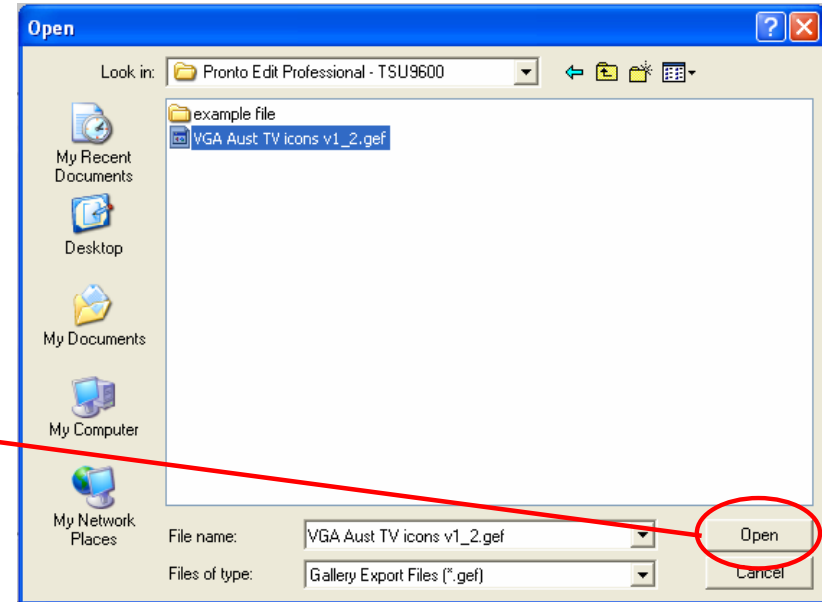 Open
Look in:
Pronto Edit Professional - TSU9600
example file
VGA Aust TV icons v1_2.gef
My Recent
Documents
Desktop
My Documents
My Computer
My Network
Places
File name:
VGA Aust TV icons v1_2.gef
Open
Files of type:
Gallery Export Files (*.gef)
Cancel